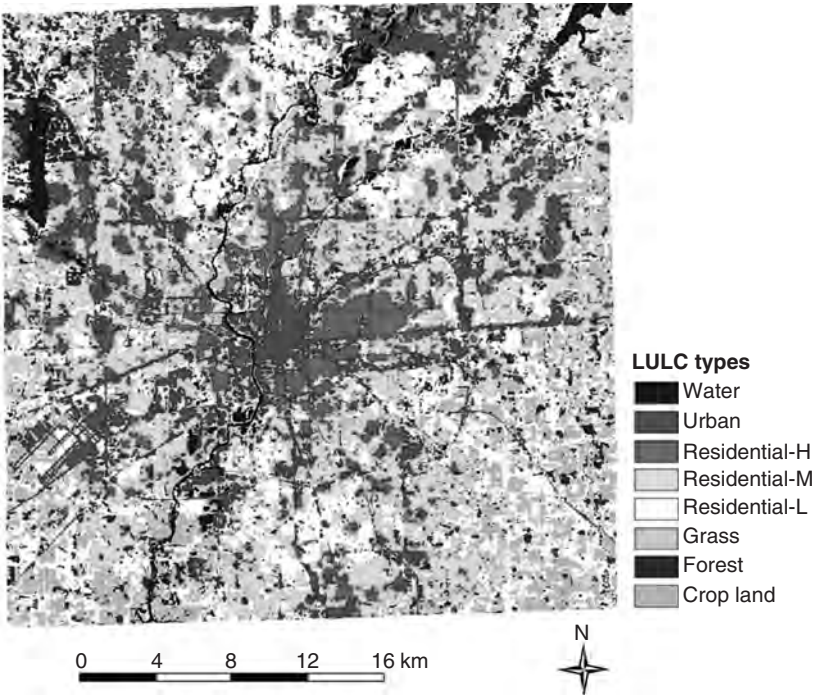 LULC types
Water
Urban
Residential-H
Residential-M
Residential-L
Grass
Forest
Crop land
N
0 4 8 12 16 km